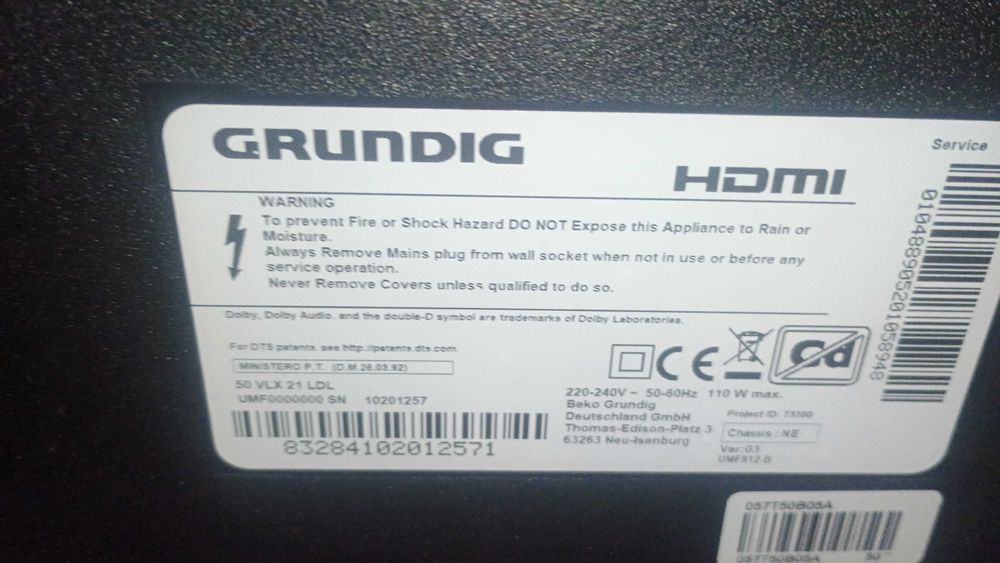 GRUNDIG
HDMI
Service
WARNING
To prevent Fire or Shock Hazard DO NOT Expose this Appliance to Rain or
Moisture.
Always Remove Mains plug from wall socket when not in use or before any
service operation.
Never Remove Covers unless qualified to do so.
Dolby, Dolby Audio, and the double-D symbol are trademarks of Dolby Laboratories.
For DTS patents, see http://patents.dts.com.
MINISTERO P.T. (D.M.26.03.92)
50 VLX 21 LDL
UMF0000000 SN 10201257
83284102012571
CE
Cd
220-240V ~ 50-60Hz 110 W max.
Beko Grundig
Deutschland GmbH
Thomas-Edison-Platz 3
63263 Neu-Isenburg
Project ID:
Chassis : NE
Ver:03
010488905201058948
057T50B05A
057T50B05A 50